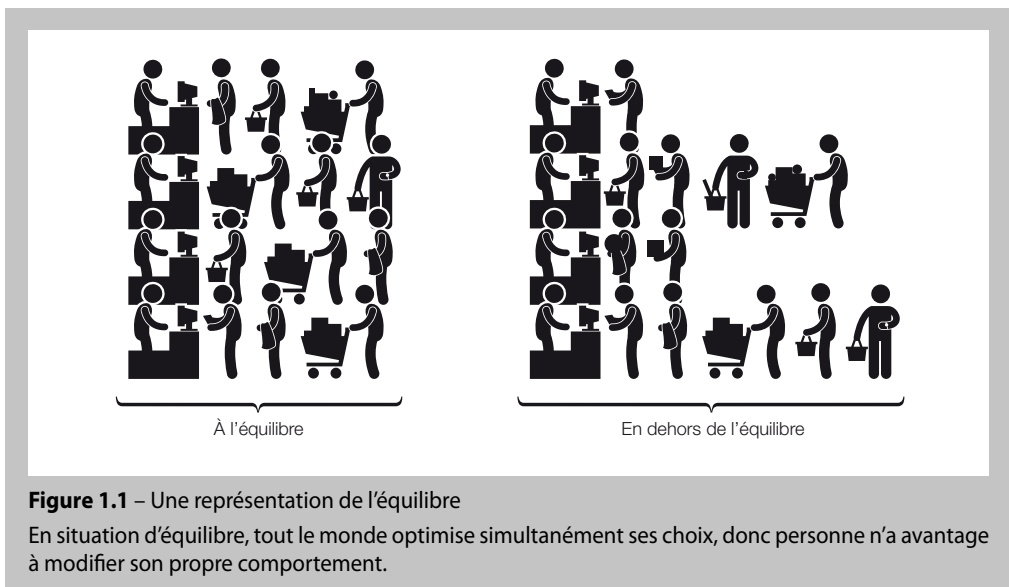 À l’équilibre
En dehors de l’équilibre
Figure 1.1 – Une représentation de l’équilibre
En situation d’équilibre, tout le monde optimise simultanément ses choix, donc personne n’a avantage
à modifier son propre comportement.